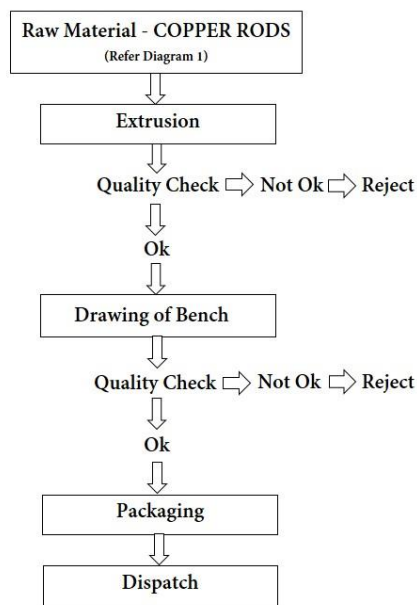 Raw Material - COPPER RODS
(Refer Diagram 1)
Extrusion
Quality Check Not Ok Reject
Ok
Drawing of Bench
Quality Check Not Ok Reject
Ok
Packaging
Dispatch